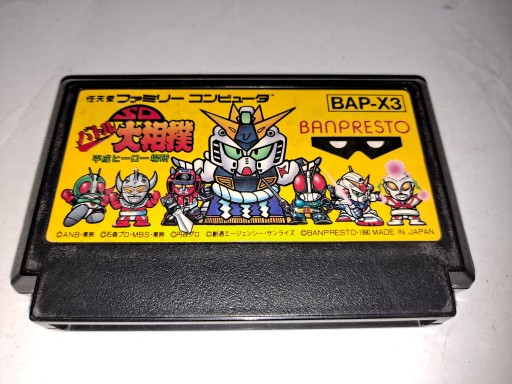 任天堂 ファミリー コンピュータ™
BAP-X3
SD
バトル大相撲
平成ヒーロー場所
BANPRESTO
©A.N.B・東映 ©石森プロ・MBS・東映 ©円谷プロ ©創通エージェンシー・サンライズ ©BANPRESTO・1990 MADE IN JAPAN